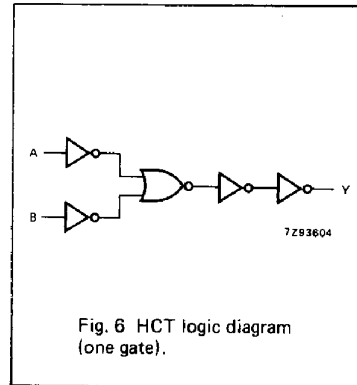 A
B
Y
7Z93604
Fig. 6 HCT logic diagram
(one gate).